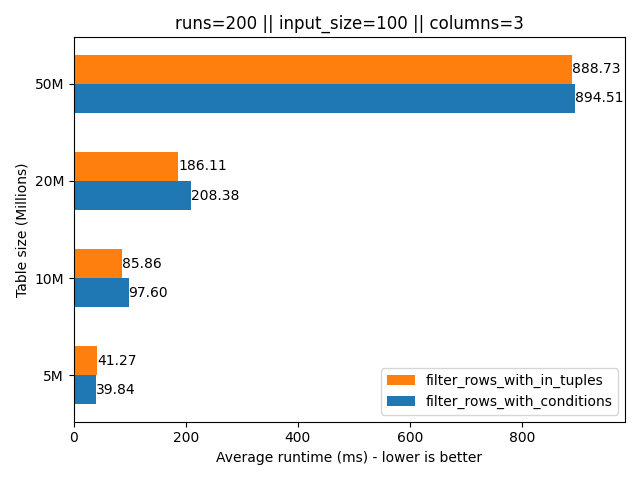 runs=200 || input_size=100 || columns=3
Table size (Millions)
50M
888.73
894.51
20M
186.11
208.38
10M
85.86
97.60
5M
41.27
39.84
filter_rows_with_in_tuples
filter_rows_with_conditions
0 200 400 600 800
Average runtime (ms) - lower is better